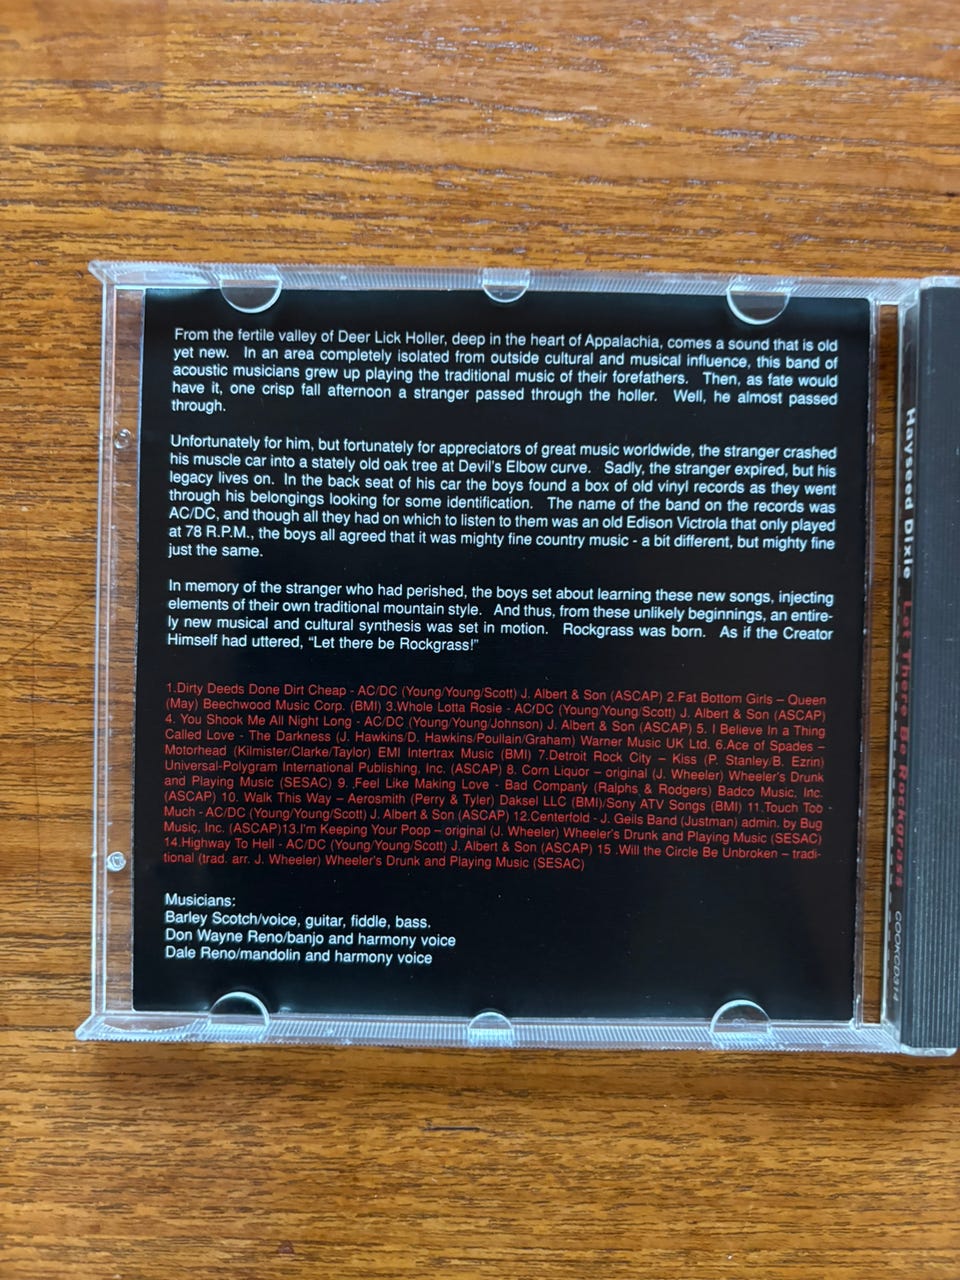 From the fertile valley of Deer Lick Holler, deep in the heart of Appalachia, comes a sound that is old
yet new. In an area completely isolated from outside cultural and musical influence, this band of
acoustic musicians grew up playing the traditional music of their forefathers. Then, as fate would
have it, one crisp fall afternoon a stranger passed through the holler. Well, he almost passed
through.
Unfortunately for him, but fortunately for appreciators of great music worldwide, the stranger crashed
his muscle car into a stately old oak tree at Devil's Elbow curve. Sadly, the stranger expired, but his
legacy lives on. In the back seat of his car the boys found a box of old vinyl records as they went
through his belongings looking for some identification. The name of the band on the records was
AC/DC, and though all they had on which to listen to them was an old Edison Victrola that only played
at 78 R.P.M., the boys all agreed that it was mighty fine country music - a bit different, but mighty fine
just the same.
In memory of the stranger who had perished, the boys set about learning these new songs, injecting
elements of their own traditional mountain style. And thus, from these unlikely beginnings, an entire-
ly new musical and cultural synthesis was set in motion. Rockgrass was born. As if the Creator
Himself had uttered, “Let there be Rockgrass!”
1.Dirty Deeds Done Dirt Cheap - AC/DC (Young/Young/Scott) J. Albert & Son (ASCAP) 2.Fat Bottom Girls – Queen
(May) Beechwood Music Corp. (BMI) 3.Whole Lotta Rosie - AC/DC (Young/Young/Scott) J. Albert & Son (ASCAP)
4. You Shook Me All Night Long - AC/DC (Young/Young/Johnson) J. Albert & Son (ASCAP) 5. I Believe In a Thing
Called Love - The Darkness (J. Hawkins/D. Hawkins/Poullain/Graham) Warner Music UK Ltd. 6.Ace of Spades –
Motorhead (Kilmister/Clarke/Taylor) EMI Intertrax Music (BMI) 7.Detroit Rock City – Kiss (P. Stanley/B. Ezrin)
Universal-Polygram International Publishing, Inc. (ASCAP) 8. Corn Liquor – original (J. Wheeler) Wheeler's Drunk
and Playing Music (SESAC) 9. .Feel Like Making Love - Bad Company (Ralphs & Rodgers) Badco Music, Inc.
(ASCAP) 10. Walk This Way – Aerosmith (Perry & Tyler) Daksel LLC (BMI)/Sony ATV Songs (BMI) 11.Touch Too
Much - AC/DC (Young/Young/Scott) J. Albert & Son (ASCAP) 12.Centerfold - J. Geils Band (Justman) admin. by Bug
Music, Inc. (ASCAP)13.I'm Keeping Your Poop – original (J. Wheeler) Wheeler's Drunk and Playing Music (SESAC)
14.Highway To Hell - AC/DC (Young/Young/Scott) J. Albert & Son (ASCAP) 15 .Will the Circle Be Unbroken – tradi-
tional (trad. arr. J. Wheeler) Wheeler's Drunk and Playing Music (SESAC)
Musicians:
Barley Scotch/voice, guitar, fiddle, bass.
Don Wayne Reno/banjo and harmony voice
Dale Reno/mandolin and harmony voice
Hayseed Dixie Let There Be Rockgrass COOKCD314